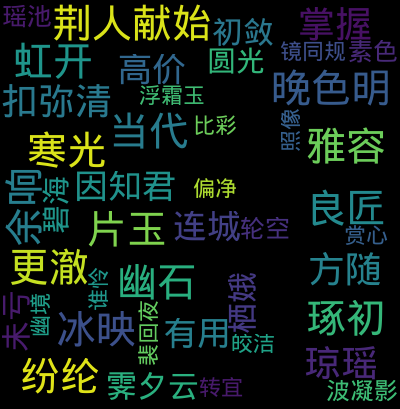 瑶池
荆人献始
初敛
掌握
虹开
高价
圆光
镜同规
素色
扣弥清
浮霜玉
晚色明
当代
比彩
照像
寒光
雅容
余响
海碧
因知君
偏净
良匠
片玉
连城
轮空
赏心
更澈
谁怜
幽石
方随
未亏
幽境
冰映
裴回夜
有用
栖娥
皎洁
琢初
纷纶
霁夕云
转宜
琼瑶
波凝影